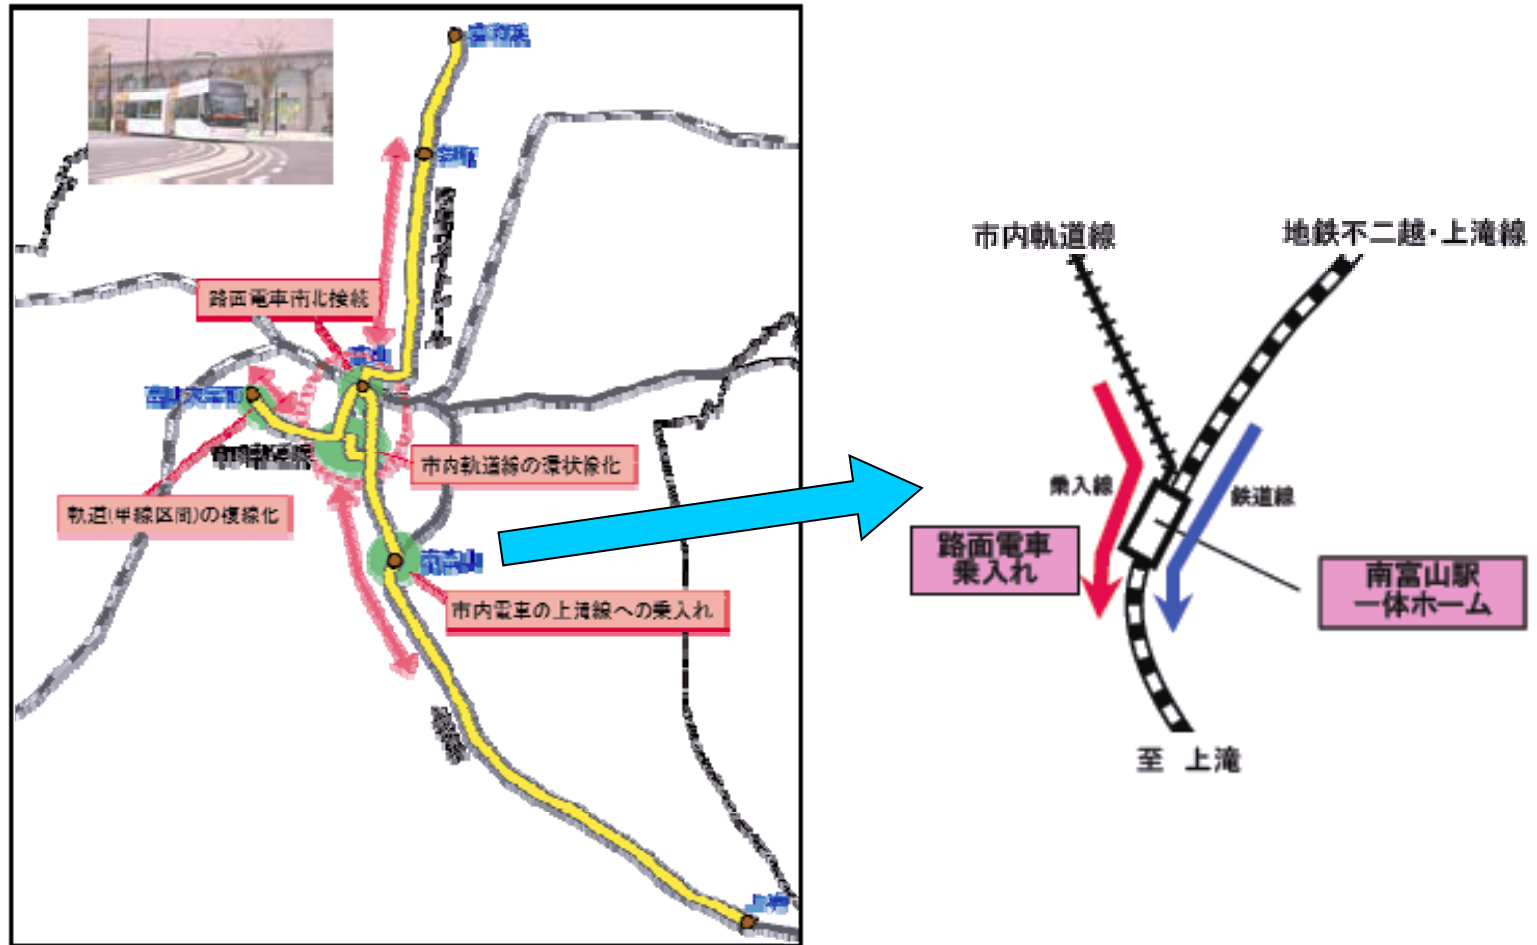 路面電車南北接続
市内軌道線の環状線化
軌道(単線区間)の複線化
南富山
市内電車の上滝線への乗入れ
上滝
市内軌道線
地鉄不二越・上滝線
乗入線
鉄道線
路面電車
乗入れ
南富山駅
一体ホーム
至 上滝